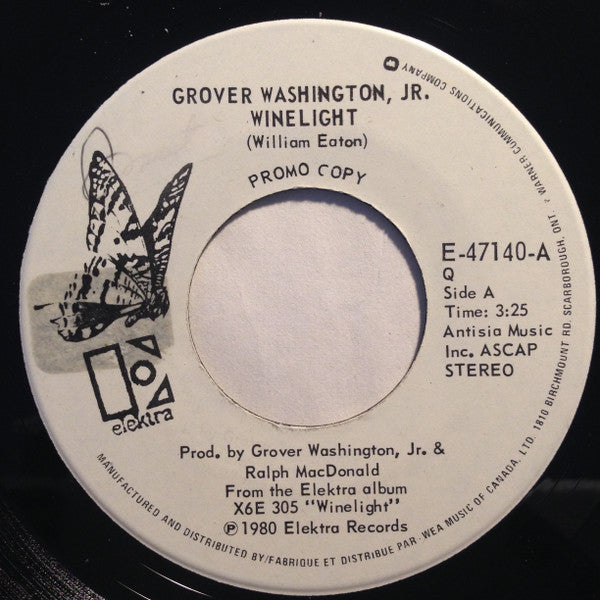 GROVER WASHINGTON, JR.
WINELIGHT
(William Eaton)
PROMO COPY
E-47140-A
Q
Side A
Time: 3:25
Antisia Music
Inc. ASCAP
STEREO
elektra
Prod. by Grover Washington, Jr. &
Ralph MacDonald
From the Elektra album
X6E 305 "Winelight"
℗ 1980 Elektra Records
MANUFACTURED AND DISTRIBUTED BY/FABRIQUE ET DISTRIBUE PAR-WEA MUSIC OF CANADA, LTD. 1810 BIRCHMOUNT RD. SCARBOROUGH, ONT. • WARNER COMMUNICATIONS COMPANY